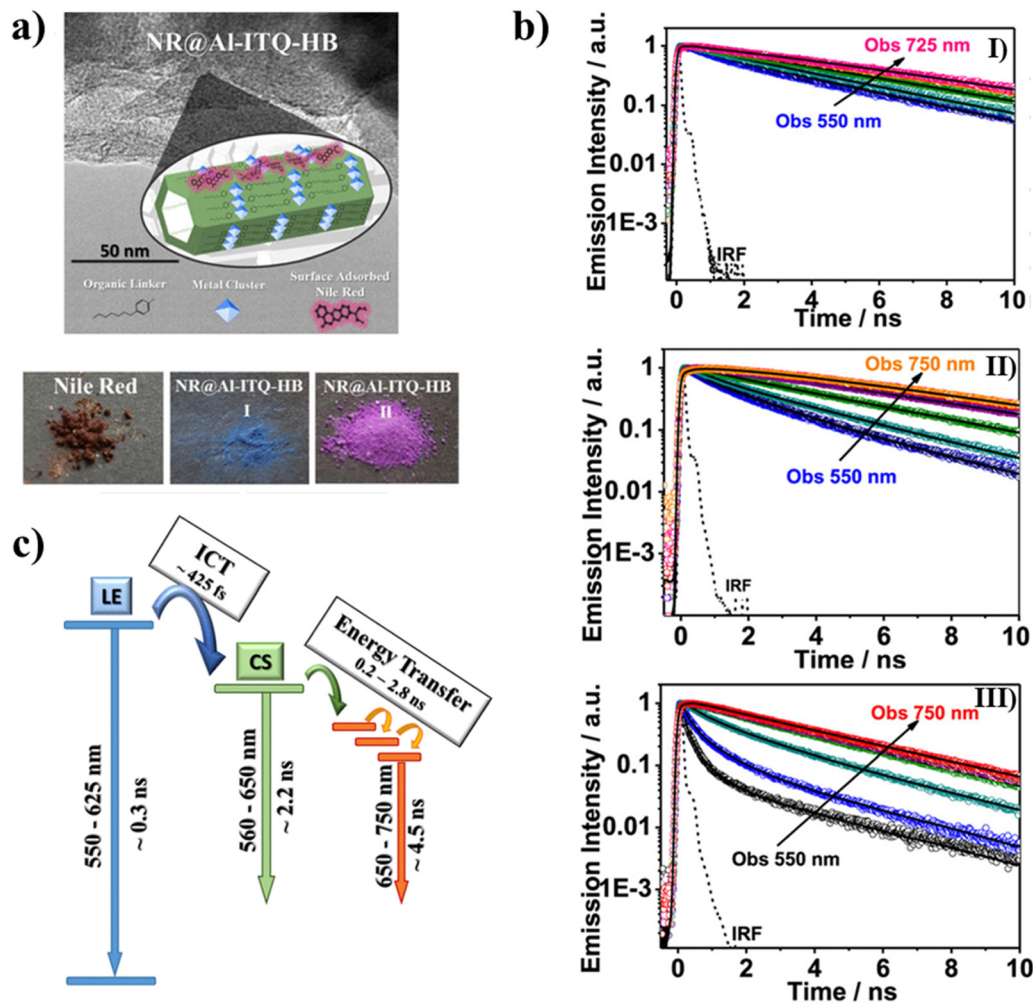 a)
NR@Al-ITQ-HB
50 nm
Organic Linker
Metal Cluster
Surface Adsorbed
Nile Red
Nile Red
NR@Al-ITQ-HB
I
NR@Al-ITQ-HB
II
b)
I)
Obs 725 nm
Obs 550 nm
IRF
Emission Intensity / a.u.
1
0.1
0.01
1E-3
0 2 4 6 8 10
Time / ns
II)
Obs 750 nm
Obs 550 nm
IRF
Emission Intensity / a.u.
1
0.1
0.01
1E-3
0 2 4 6 8 10
Time / ns
III)
Obs 750 nm
Obs 550 nm
IRF
Emission Intensity / a.u.
1
0.1
0.01
1E-3
0 2 4 6 8 10
Time / ns
c)
LE
ICT
~ 425 fs
CS
Energy Transfer
0.2 – 2.8 ns
550 - 625 nm
~ 0.3 ns
560 - 650 nm
~ 2.2 ns
650 - 750 nm
~ 4.5 ns